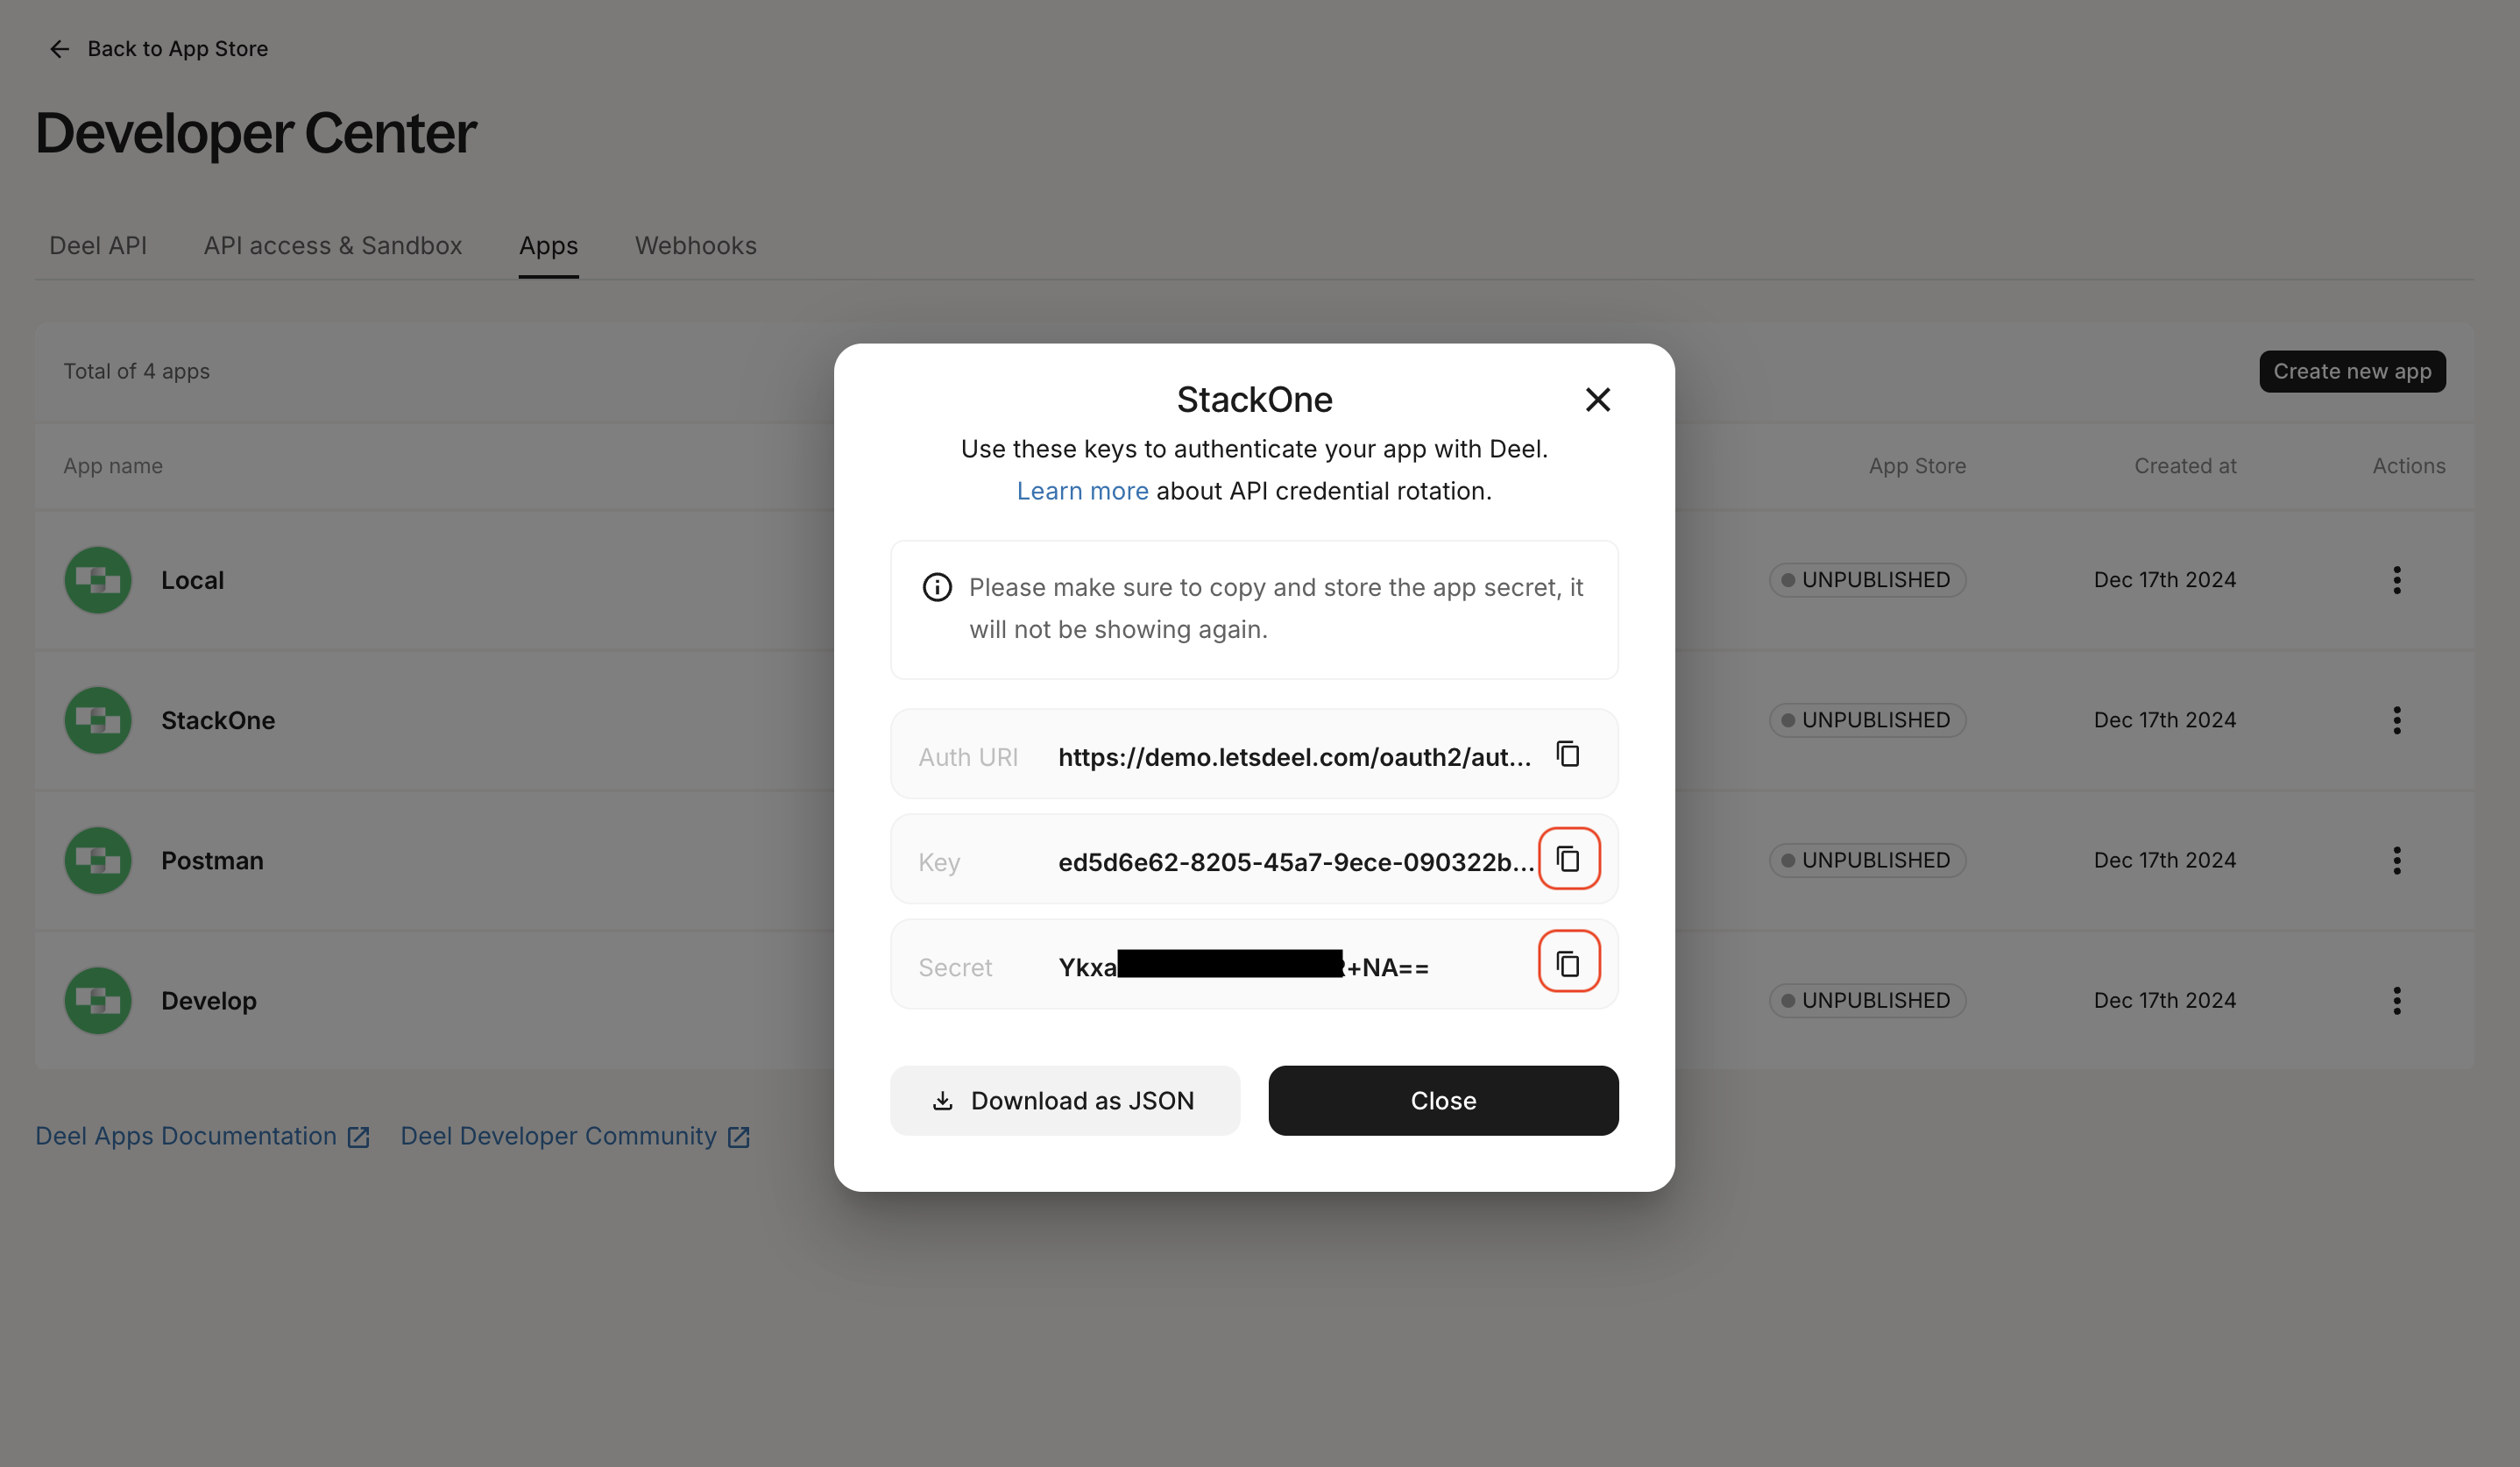 Back to App Store
Developer Center
Deel API
API access & Sandbox
Apps
Webhooks
Total of 4 apps
Create new app
App name
App Store
Created at
Actions
Local
UNPUBLISHED
Dec 17th 2024
StackOne
UNPUBLISHED
Dec 17th 2024
Postman
UNPUBLISHED
Dec 17th 2024
Develop
UNPUBLISHED
Dec 17th 2024
Deel Apps Documentation
Deel Developer Community
StackOne
Use these keys to authenticate your app with Deel.
Learn more about API credential rotation.
Please make sure to copy and store the app secret, it
will not be showing again.
Auth URI
https://demo.letsdeel.com/oauth2/aut...
Key
ed5d6e62-8205-45a7-9ece-090322b...
Secret
Ykxa
+NA==
Download as JSON
Close